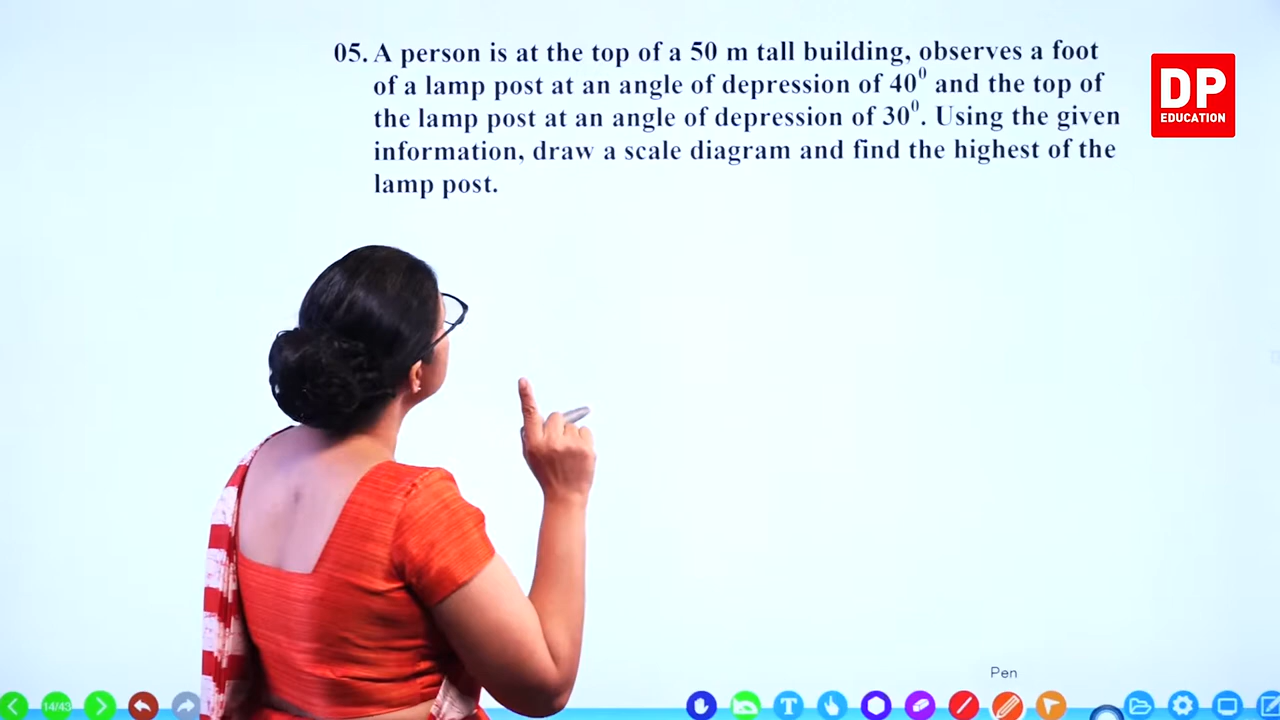 05. A person is at the top of a 50 m tall building, observes a foot
of a lamp post at an angle of depression of 40⁰ and the top of
the lamp post at an angle of depression of 30⁰. Using the given
information, draw a scale diagram and find the highest of the
lamp post.
DP
EDUCATION
Pen
14/43
T